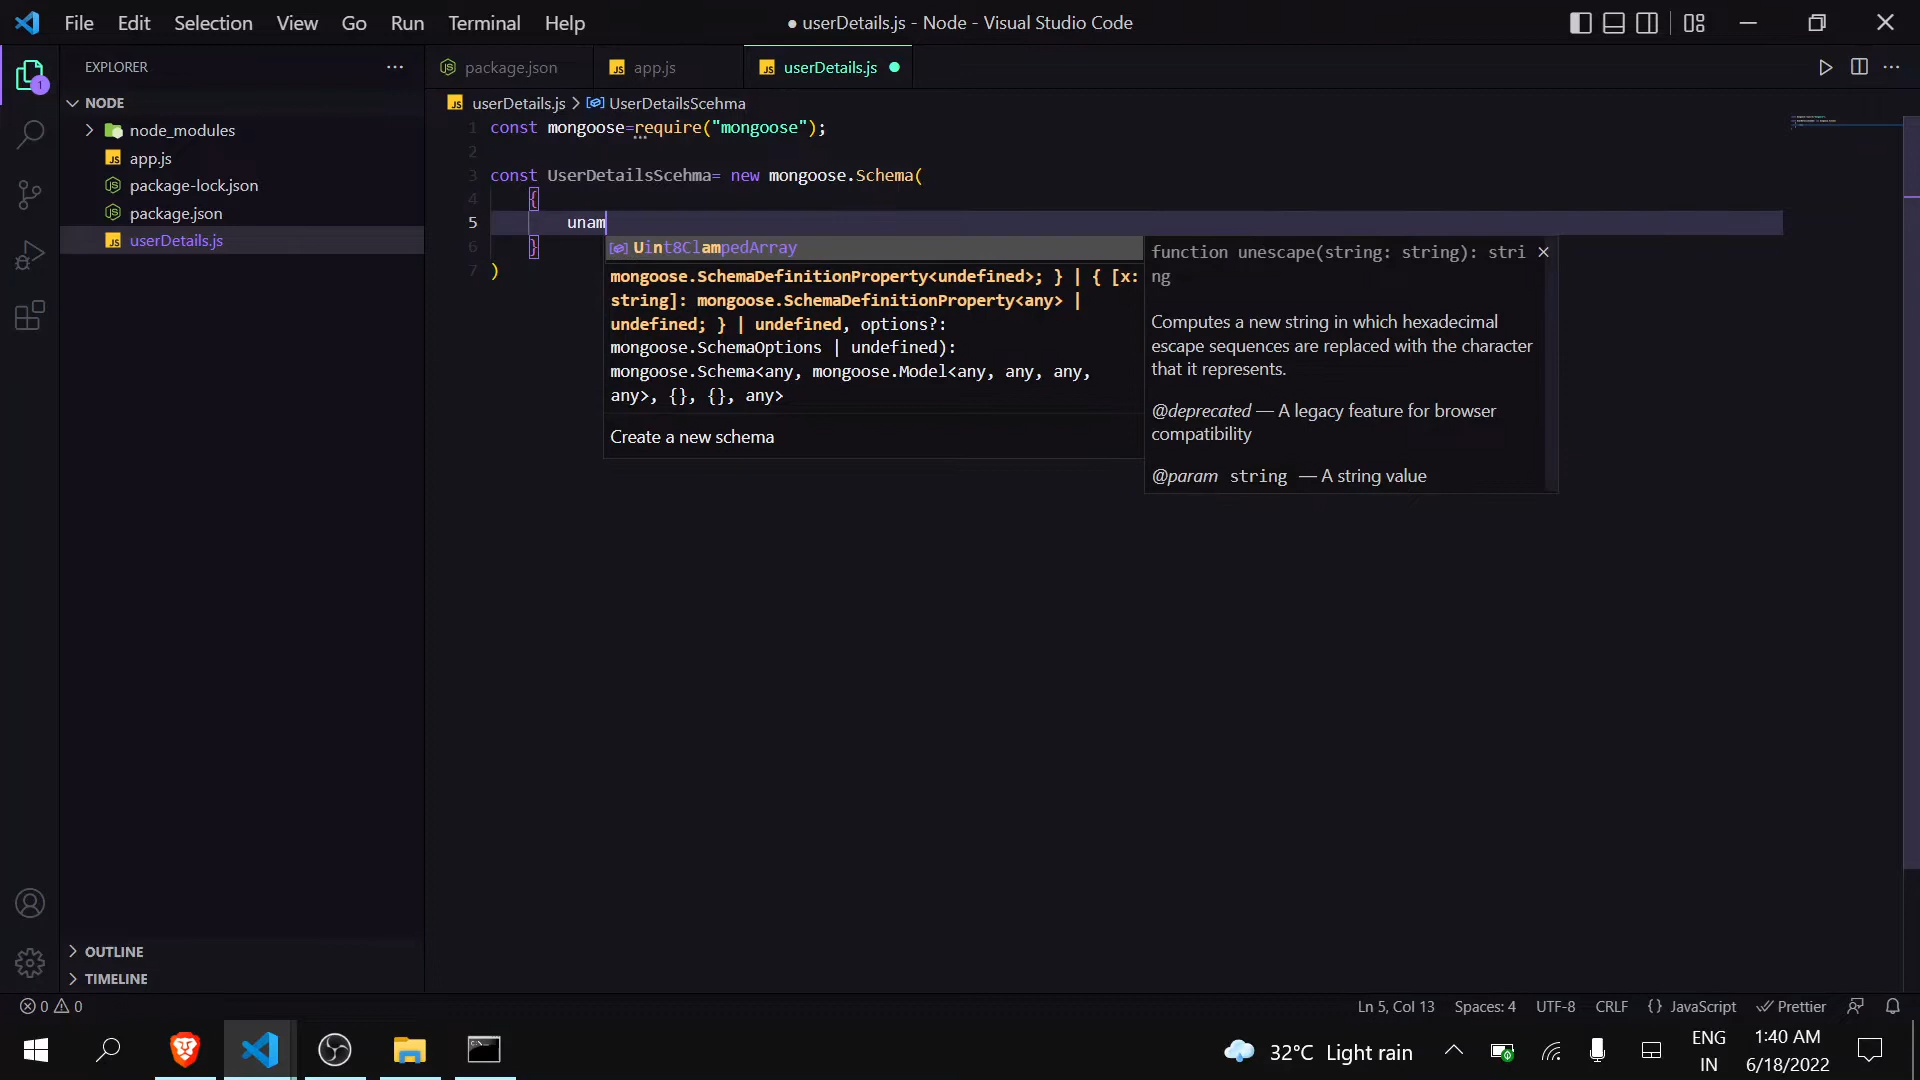 File Edit Selection View Go Run Terminal Help
● userDetails.js - Node - Visual Studio Code
EXPLORER
1
NODE
node_modules
app.js
package-lock.json
package.json
userDetails.js
OUTLINE
TIMELINE
package.json app.js userDetails.js
userDetails.js > UserDetailsScehma
1 const mongoose=require("mongoose");
2
3 const UserDetailsScehma= new mongoose.Schema(
4 {
5 unam
6 }
7 )
Uint8ClampedArray
mongoose.SchemaDefinitionProperty<undefined>; } | { [x:
string]: mongoose.SchemaDefinitionProperty<any> |
undefined; } | undefined, options?:
mongoose.SchemaOptions | undefined):
mongoose.Schema<any, mongoose.Model<any, any, any,
any>, {}, {}, any>
Create a new schema
function unescape(string: string): stri
ng
Computes a new string in which hexadecimal
escape sequences are replaced with the character
that it represents.
@deprecated — A legacy feature for browser
compatibility
@param string — A string value
0 0
Ln 5, Col 13 Spaces: 4 UTF-8 CRLF {} JavaScript Prettier
32°C Light rain
ENG
IN
1:40 AM
6/18/2022